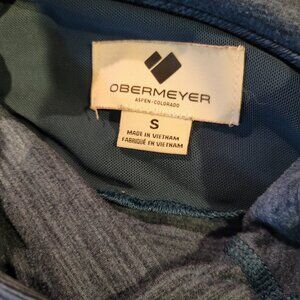 OBERMEYER
ASPEN•COLORADO
S
MADE IN VIETNAM
FABRIQUÉ EN VIETNAM